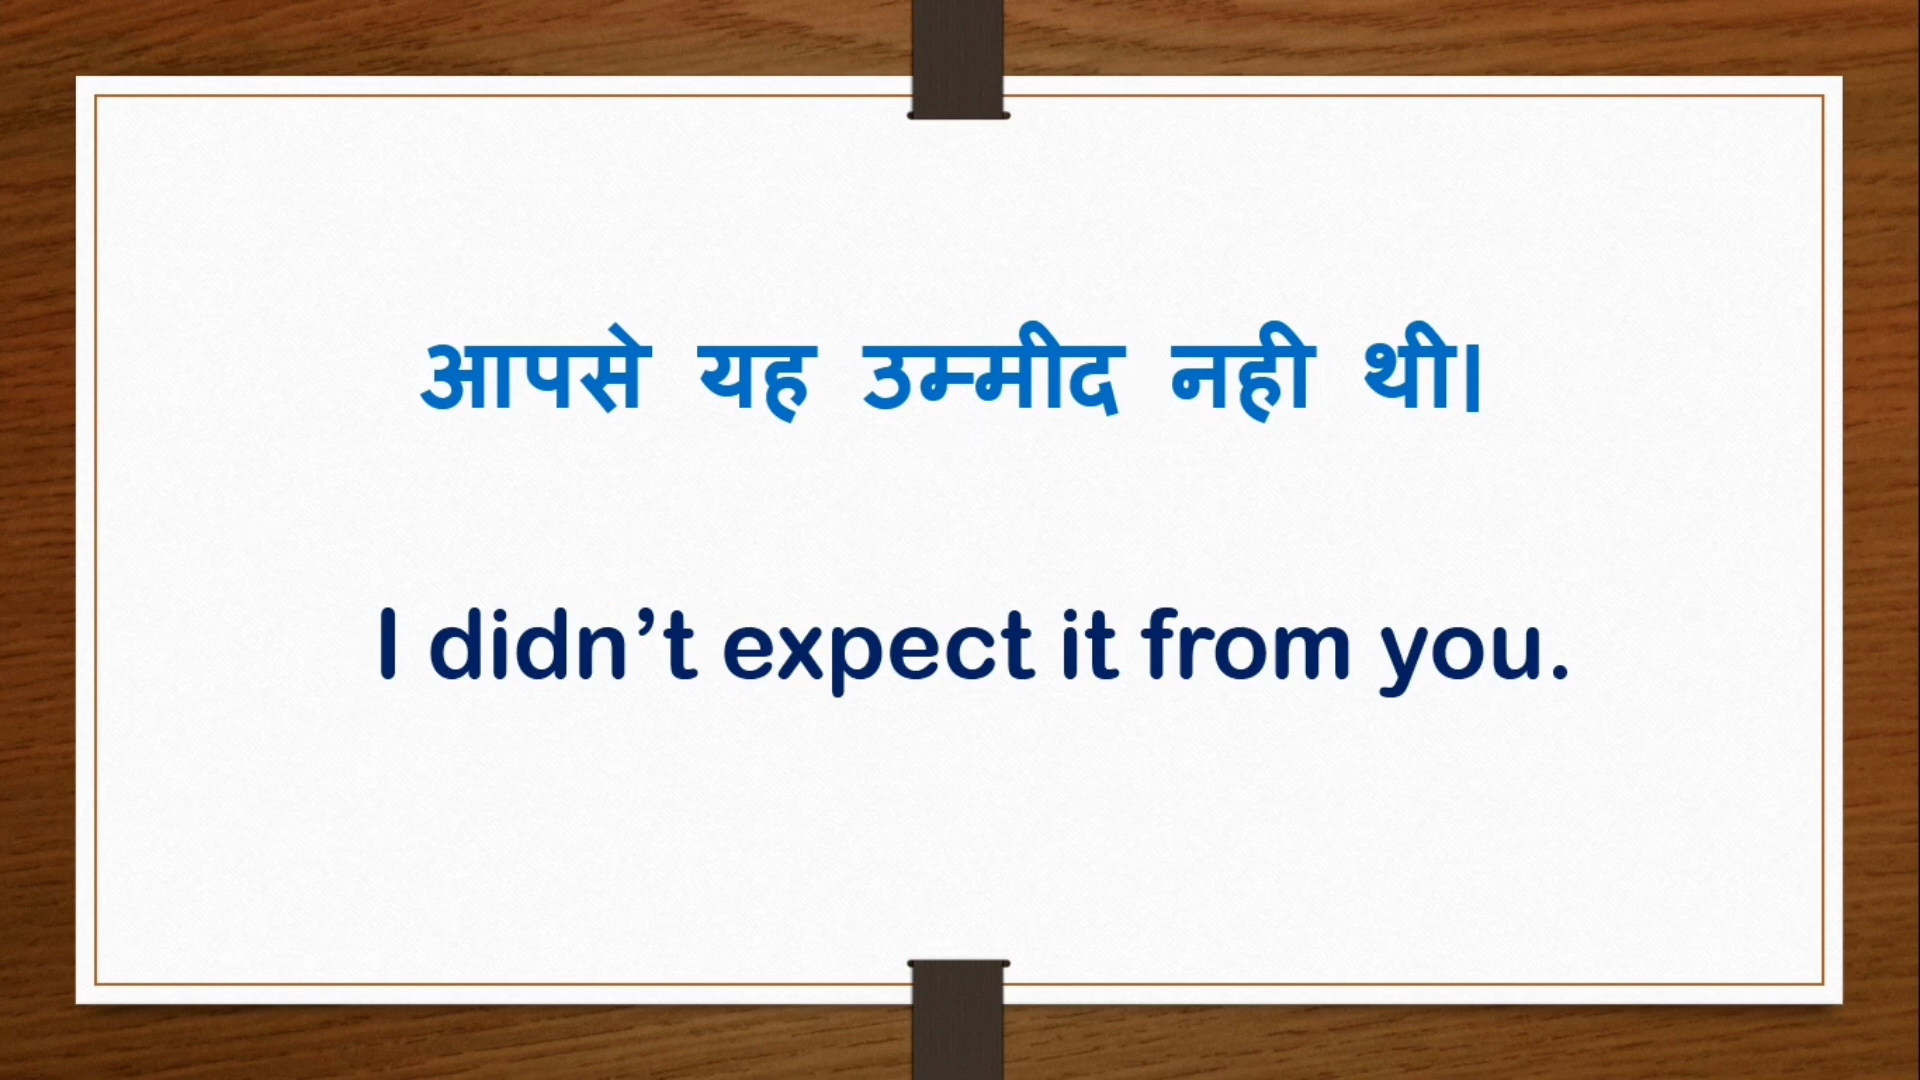 आपसे यह उम्मीद नही थी।
I didn’t expect it from you.